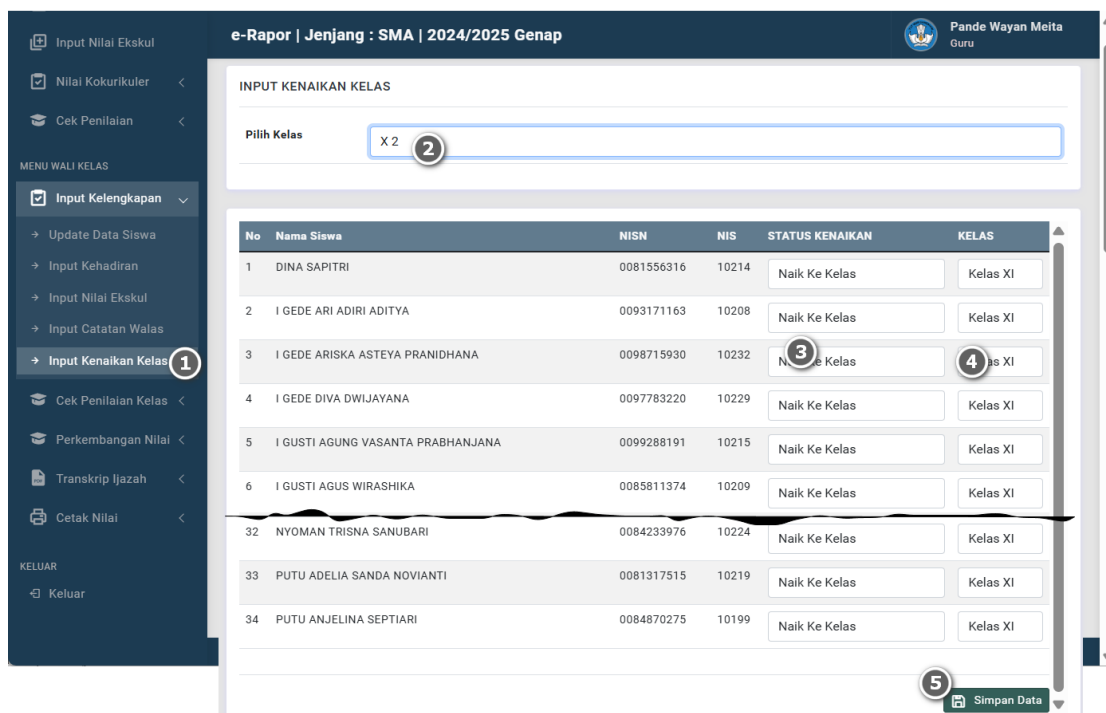 Input Nilai Ekskul
Nilai Kokurikuler
Cek Penilaian
MENU WALI KELAS
Input Kelengkapan
Update Data Siswa
Input Kehadiran
Input Nilai Ekskul
Input Catatan Walas
Input Kenaikan Kelas 1
Cek Penilaian Kelas
Perkembangan Nilai
Transkrip Ijazah
Cetak Nilai
KELUAR
Keluar
e-Rapor | Jenjang : SMA | 2024/2025 Genap
Pande Wayan Meita
Guru
INPUT KENAIKAN KELAS
Pilih Kelas X 2 2
No Nama Siswa NISN NIS STATUS KENAIKAN KELAS
1 DINA SAPITRI 0081556316 10214 Naik Ke Kelas Kelas XI
2 I GEDE ARI ADIRI ADITYA 0093171163 10208 Naik Ke Kelas Kelas XI
3 I GEDE ARISKA ASTEYA PRANIDHANA 0098715930 10232 3 Kelas 4 XI
4 I GEDE DIVA DWIJAYANA 0097783220 10229 Naik Ke Kelas Kelas XI
5 I GUSTI AGUNG VASANTA PRABHANJANA 0099288191 10215 Naik Ke Kelas Kelas XI
6 I GUSTI AGUS WIRASHIKA 0085811374 10209 Naik Ke Kelas Kelas XI
32 NYOMAN TRISNA SANUBARI 0084233976 10224 Naik Ke Kelas Kelas XI
33 PUTU ADELIA SANDA NOVIANTI 0081317515 10219 Naik Ke Kelas Kelas XI
34 PUTU ANJELINA SEPTIARI 0084870275 10199 Naik Ke Kelas Kelas XI
5 Simpan Data